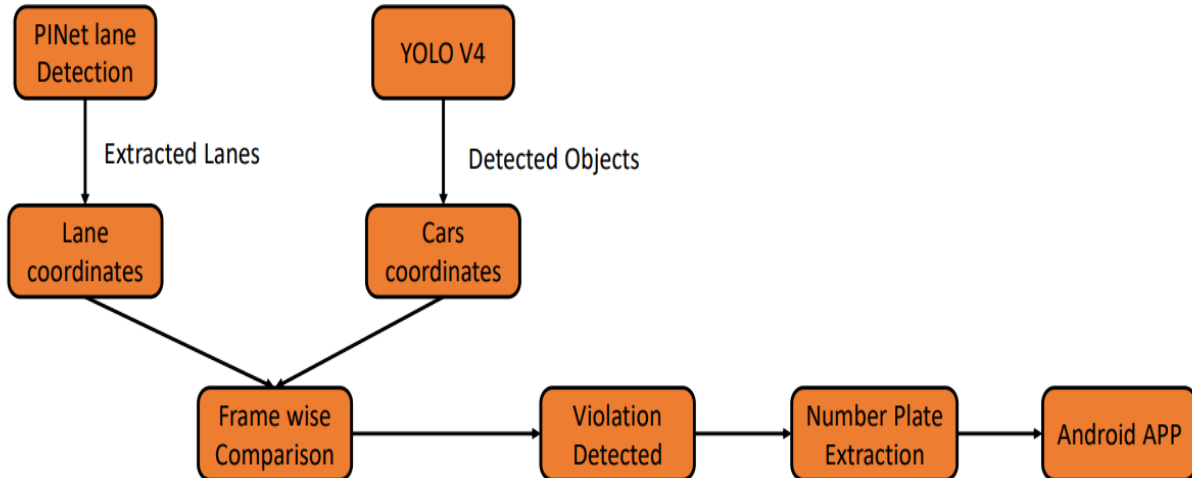 PINet lane
Detection
YOLO V4
Extracted Lanes
Detected Objects
Lane
coordinates
Cars
coordinates
Frame wise
Comparison
Violation
Detected
Number Plate
Extraction
Android APP